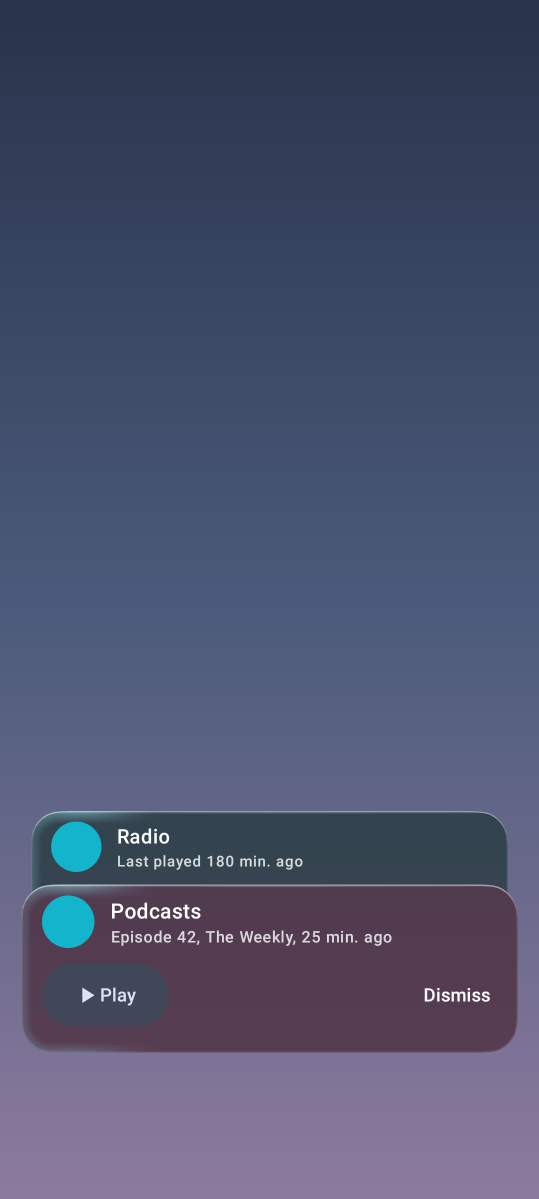 Radio
Last played 180 min. ago
Podcasts
Episode 42, The Weekly, 25 min. ago
Play
Dismiss